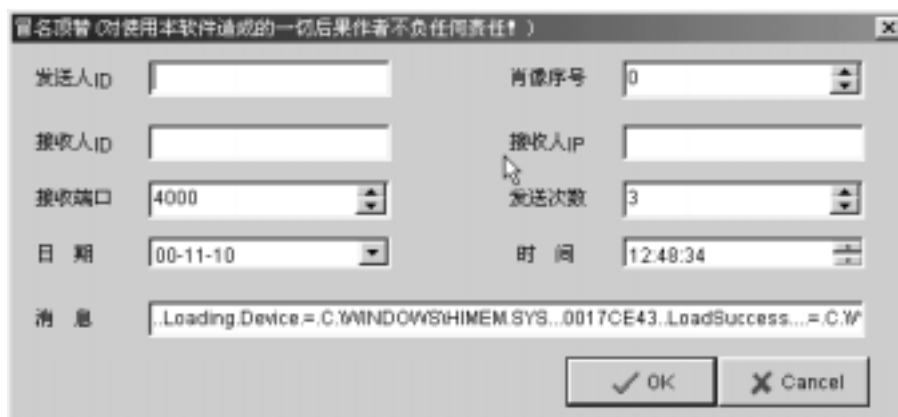 冒名顶替(对使用本软件造成的一切后果作者不负任何责任! )
发送人ID
肖像序号 0
接收人ID
接收人IP
接收端口 4000
发送次数 3
日 期 00-11-10
时 间 12:48:34
消 息 ..Loading.Device.=.C.\WINDOWS\HIMEM.SYS...0017CE43..LoadSuccess....=.C.\W
OK Cancel